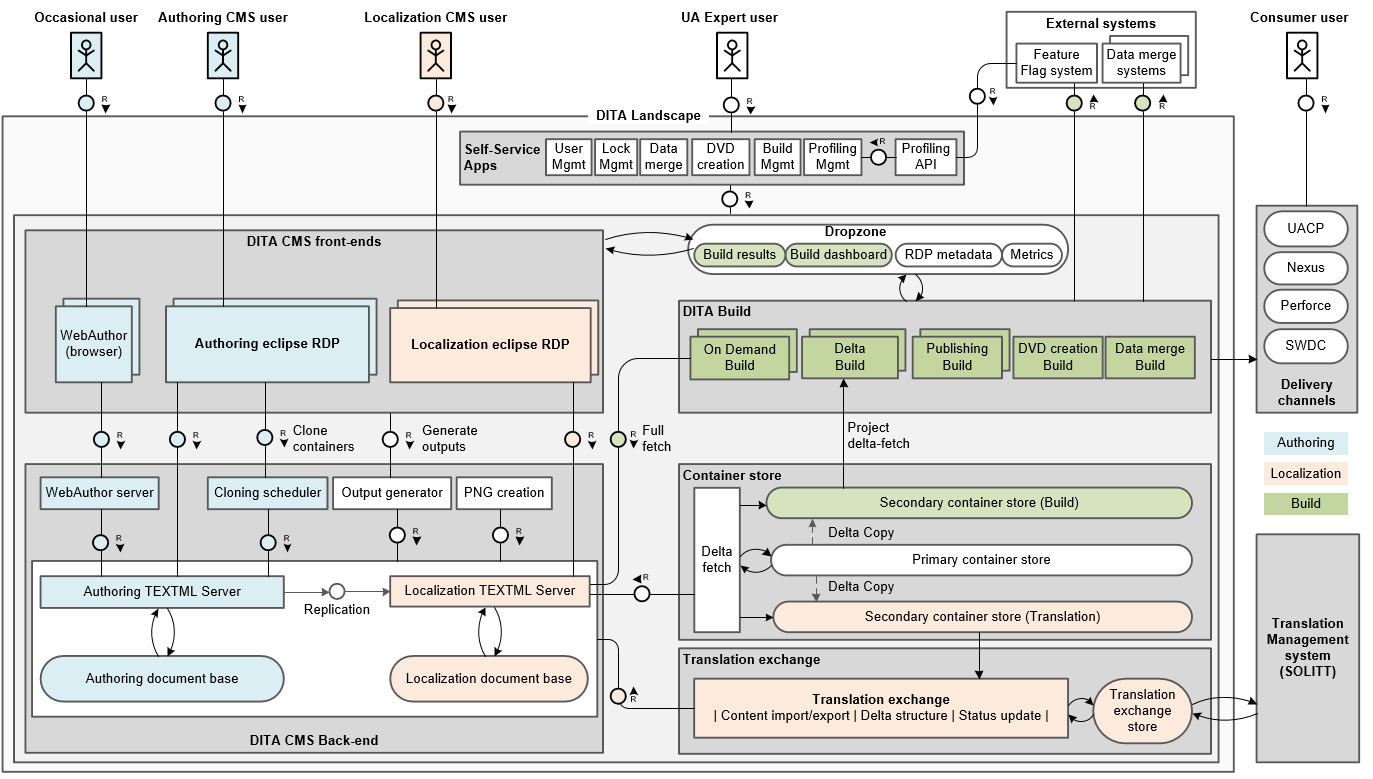 Occasional user
Authoring CMS user
Localization CMS user
UA Expert user
External systems
Consumer user
Feature
Flag system
Data merge
systems
R
R
R
R
R
R
R
R
DITA Landscape
Self-Service
Apps
User
Mgmt
Lock
Mgmt
Data
merge
DVD
creation
Build
Mgmt
Profiling
Mgmt
R
Profiling
API
R
DITA CMS front-ends
Dropzone
Build results
Build dashboard
RDP metadata
Metrics
UACP
Nexus
Perforce
SWDC
Delivery
channels
WebAuthor
(browser)
Authoring eclipse RDP
Localization eclipse RDP
DITA Build
On Demand
Build
Delta
Build
Publishing
Build
DVD creation
Build
Data merge
Build
R
R
R
Clone
containers
R
Generate
outputs
R
R
Full
fetch
Project
delta-fetch
Authoring
Localization
Build
WebAuthor server
Cloning scheduler
Output generator
PNG creation
R
R
R
R
Container store
Delta
fetch
Secondary container store (Build)
Delta Copy
Primary container store
Delta Copy
Secondary container store (Translation)
Authoring TEXTML Server
Replication
Localization TEXTML Server
R
Authoring document base
Localization document base
R
DITA CMS Back-end
Translation exchange
Translation exchange
| Content import/export | Delta structure | Status update |
Translation
exchange
store
Translation
Management
system
(SOLITT)